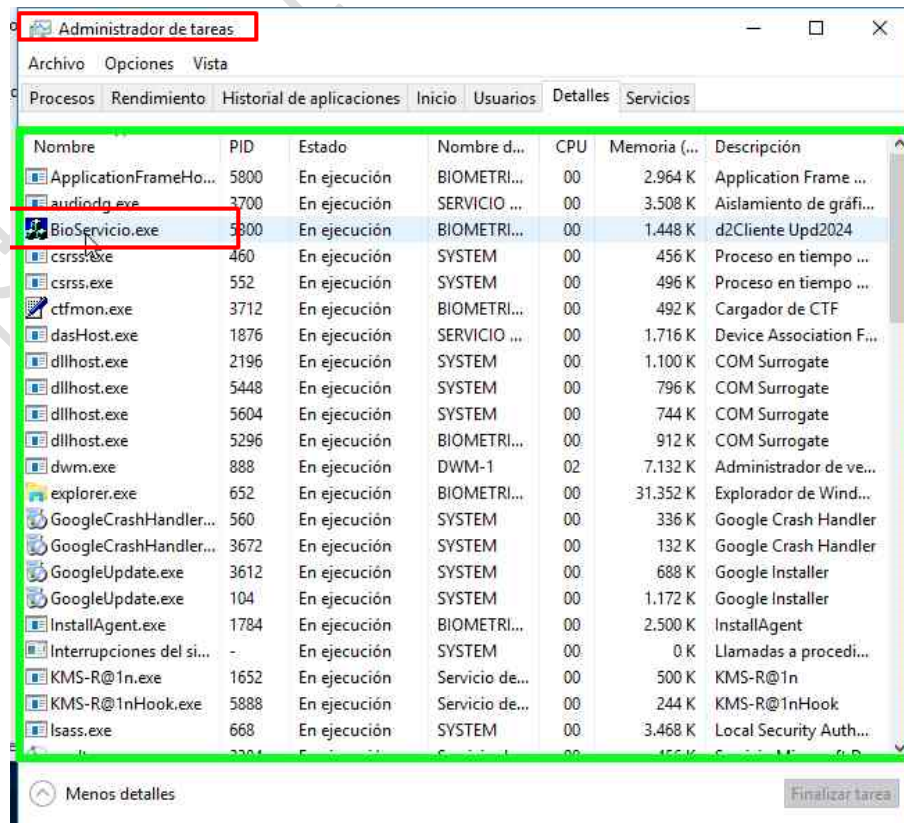 Administrador de tareas
Archivo Opciones Vista
Procesos Rendimiento Historial de aplicaciones Inicio Usuarios Detalles Servicios
Nombre PID Estado Nombre d... CPU Memoria (... Descripción
ApplicationFrameHo... 5800 En ejecución BIOMETRI... 00 2.964 K Application Frame ...
audiodg.exe 3700 En ejecución SERVICIO ... 00 3.508 K Aislamiento de gráfi...
BioServicio.exe 5300 En ejecución BIOMETRI... 00 1.448 K d2Cliente Upd2024
csrss.exe 460 En ejecución SYSTEM 00 456 K Proceso en tiempo ...
csrss.exe 552 En ejecución SYSTEM 00 496 K Proceso en tiempo ...
ctfmon.exe 3712 En ejecución BIOMETRI... 00 492 K Cargador de CTF
dasHost.exe 1876 En ejecución SERVICIO ... 00 1.716 K Device Association F...
dllhost.exe 2196 En ejecución SYSTEM 00 1.100 K COM Surrogate
dllhost.exe 5448 En ejecución SYSTEM 00 796 K COM Surrogate
dllhost.exe 5604 En ejecución SYSTEM 00 744 K COM Surrogate
dllhost.exe 5296 En ejecución BIOMETRI... 00 912 K COM Surrogate
dwm.exe 888 En ejecución DWM-1 02 7.132 K Administrador de ve...
explorer.exe 652 En ejecución BIOMETRI... 00 31.352 K Explorador de Wind...
GoogleCrashHandler... 560 En ejecución SYSTEM 00 336 K Google Crash Handler
GoogleCrashHandler... 3672 En ejecución SYSTEM 00 132 K Google Crash Handler
GoogleUpdate.exe 3612 En ejecución SYSTEM 00 688 K Google Installer
GoogleUpdate.exe 104 En ejecución SYSTEM 00 1.172 K Google Installer
InstallAgent.exe 1784 En ejecución BIOMETRI... 00 2.500 K InstallAgent
Interrupciones del si... - En ejecución SYSTEM 00 0 K Llamadas a procedi...
KMS-R@1n.exe 1652 En ejecución Servicio de... 00 500 K KMS-R@1n
KMS-R@1nHook.exe 5888 En ejecución Servicio de... 00 244 K KMS-R@1nHook
lsass.exe 668 En ejecución SYSTEM 00 3.468 K Local Security Auth...
Menos detalles Finalizar tarea